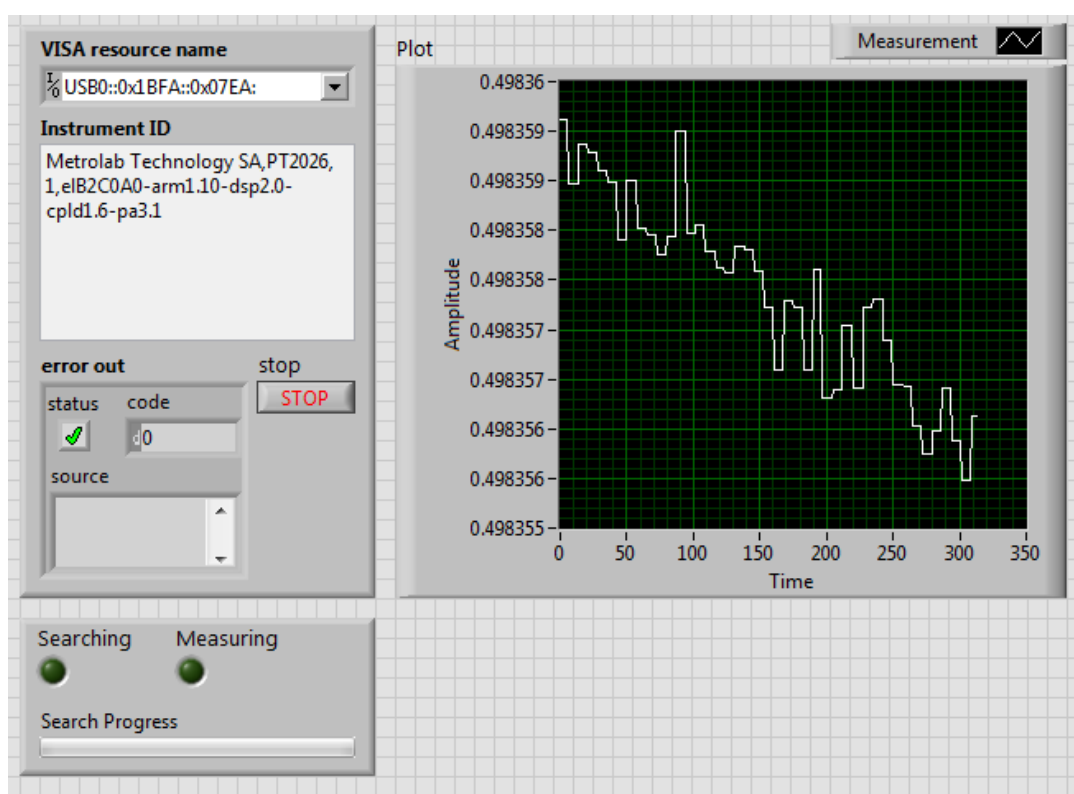 VISA resource name
I/O USB0::0x1BFA::0x07EA:
Instrument ID
Metrolab Technology SA,PT2026,
1,elB2C0A0-arm1.10-dsp2.0-
cpld1.6-pa3.1
error out
stop
status
code
STOP
d0
source
Plot
Measurement
0.49836
0.498359
0.498359
0.498358
0.498358
0.498357
0.498357
0.498356
0.498356
0.498355
Amplitude
0 50 100 150 200 250 300 350
Time
Searching
Measuring
Search Progress